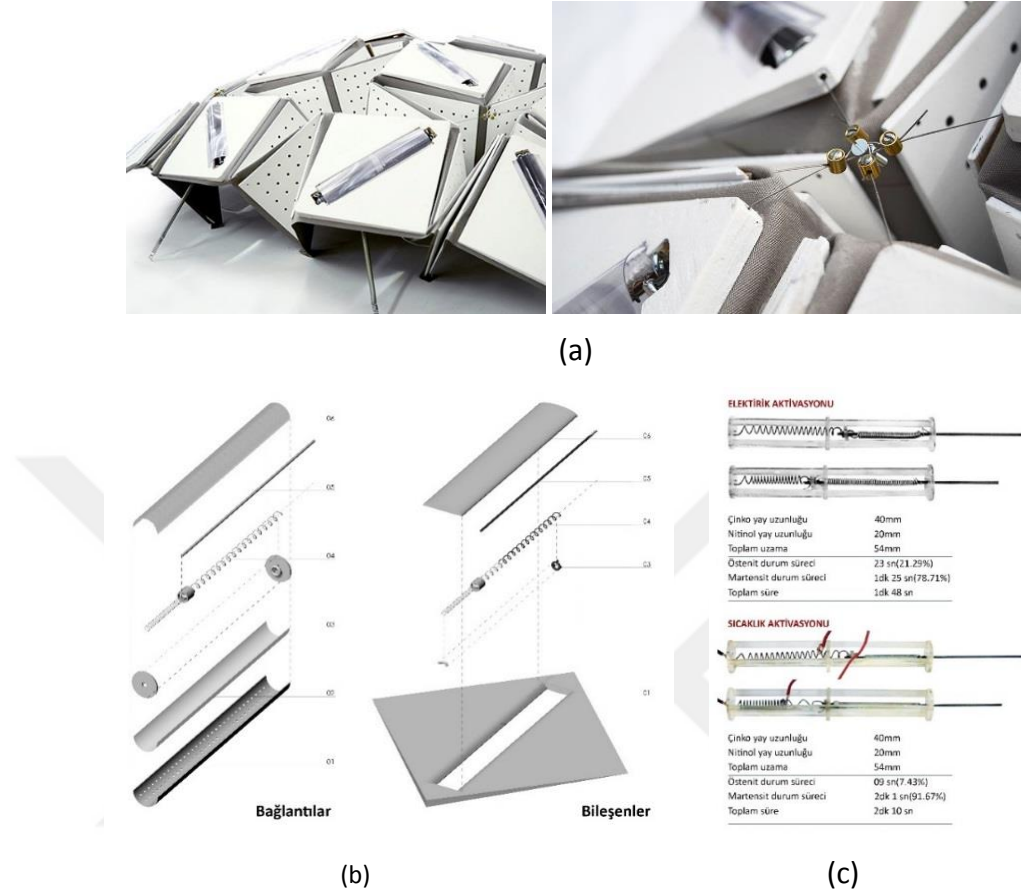 (a)
06
05
04
03
02
01
Bağlantılar
06
05
04
03
01
Bileşenler
(b)
ELEKTİRİK AKTİVASYONU
Çinko yay uzunluğu 40mm
Nitinol yay uzunluğu 20mm
Toplam uzama 54mm
Östenit durum süreci 23 sn(21.29%)
Martensit durum süreci 1dk 25 sn(78.71%)
Toplam süre 1dk 48 sn
SICAKLIK AKTİVASYONU
Çinko yay uzunluğu 40mm
Nitinol yay uzunluğu 20mm
Toplam uzama 54mm
Östenit durum süreci 09 sn(7.43%)
Martensit durum süreci 2dk 1 sn(91.67%)
Toplam süre 2dk 10 sn
(c)